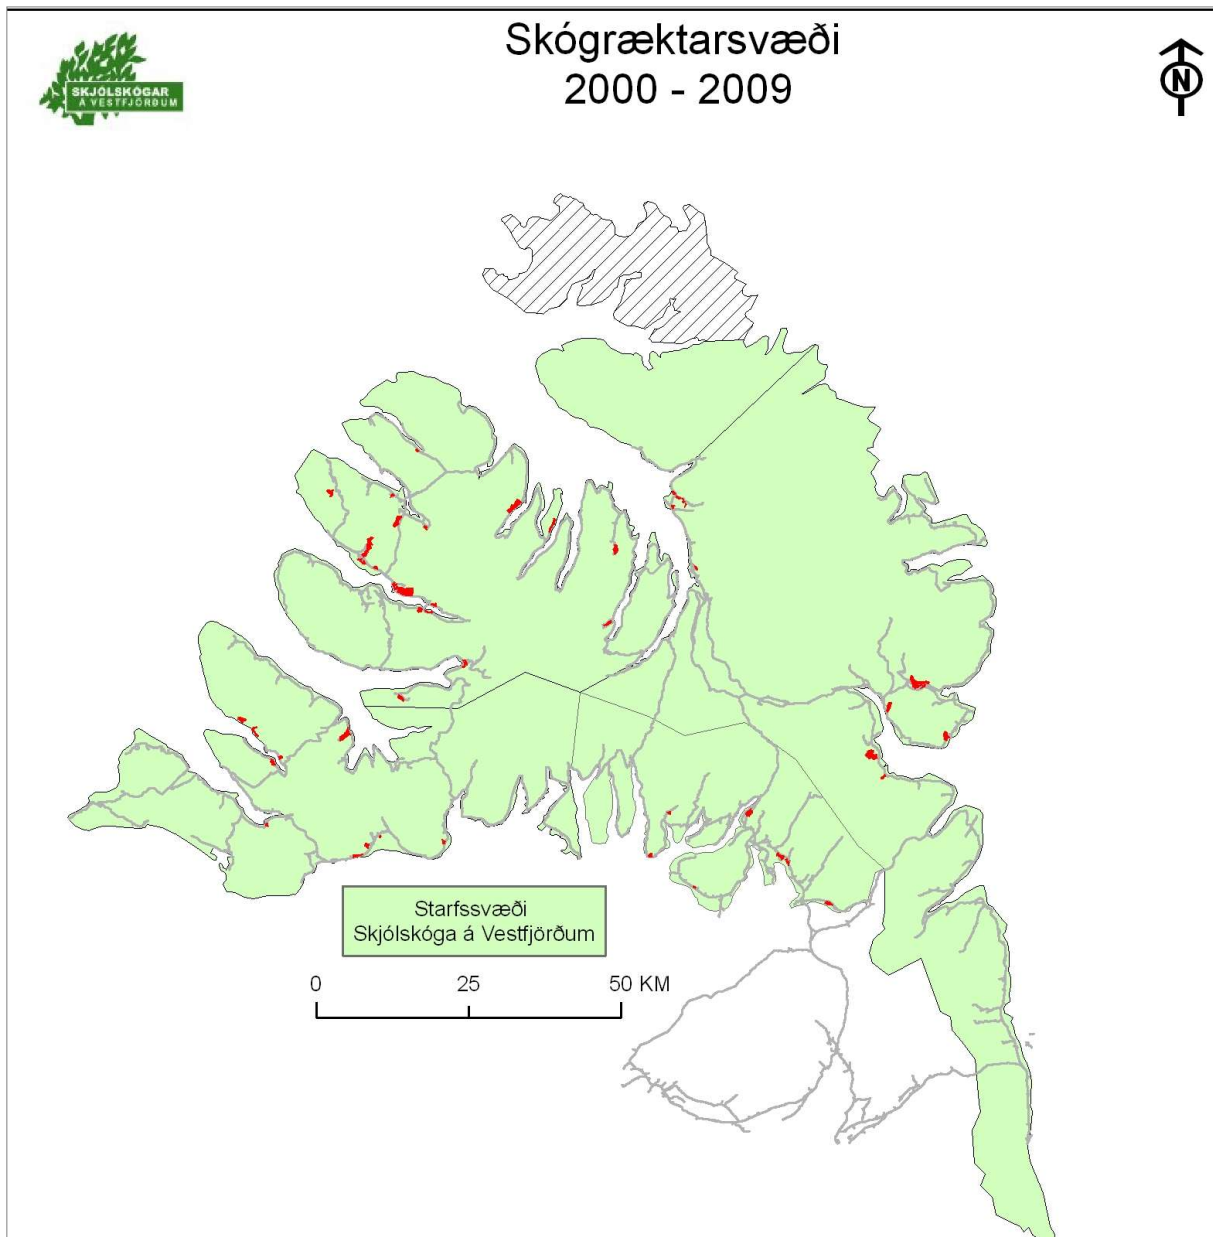 SKJÓLSKÓGAR
Á VESTFJÖRÐUM
Skógræktarsvæði
2000 - 2009
N
Starfssvæði
Skjólskóga á Vestfjörðum
0 25 50 KM